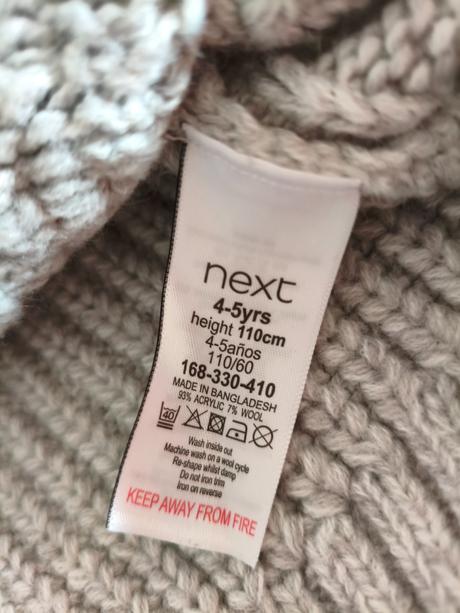 next
4-5yrs
height 110cm
4-5años
110/60
168-330-410
MADE IN BANGLADESH
93% ACRYLIC 7% WOOL
40
Wash inside out
Machine wash on a wool cycle
Re-shape whilst damp
Do not iron trim
Iron on reverse
KEEP AWAY FROM FIRE